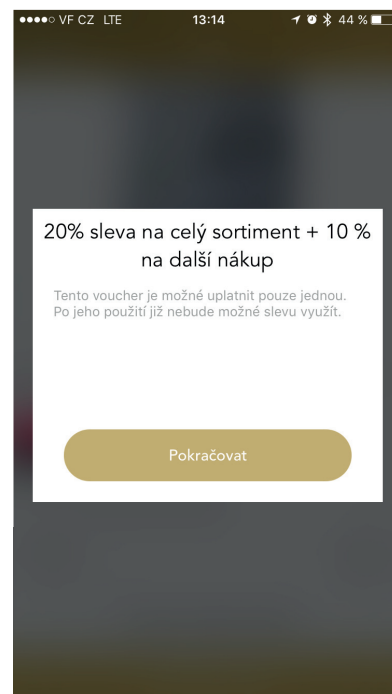 VF CZ LTE 13:14 44 %
20% sleva na celý sortiment + 10 %
na další nákup
Tento voucher je možné uplatnit pouze jednou.
Po jeho použití již nebude možné slevu využít.
Pokračovat